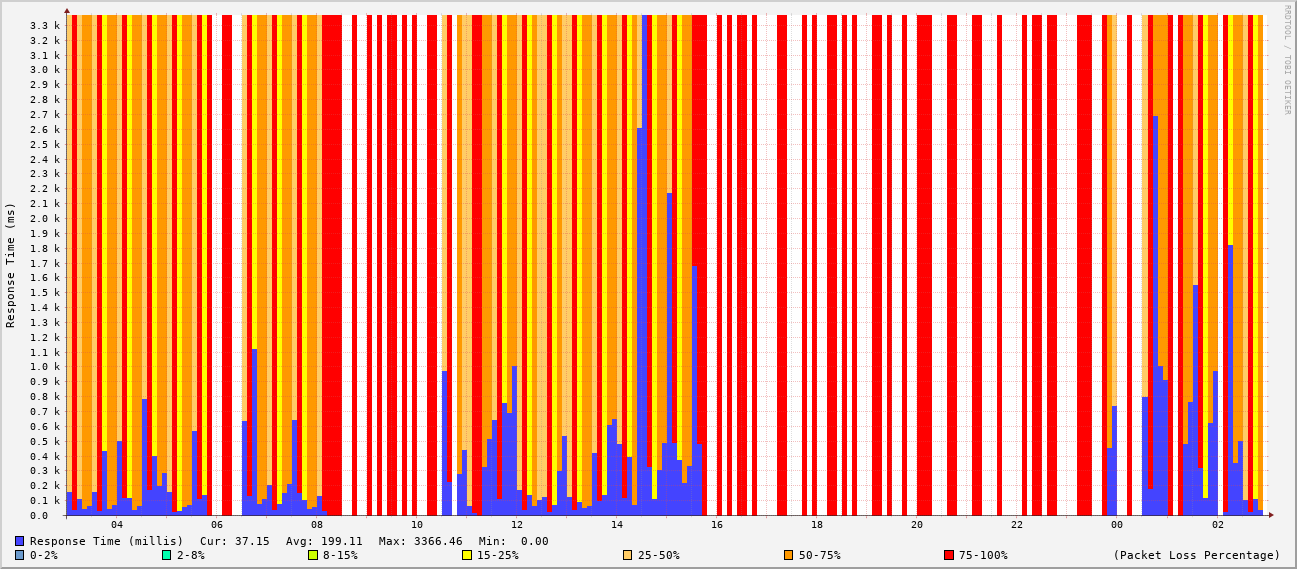 RRDTOOL / TOBI OETIKER
Response Time (ms)
3.3 k
3.2 k
3.1 k
3.0 k
2.9 k
2.8 k
2.7 k
2.6 k
2.5 k
2.4 k
2.3 k
2.2 k
2.1 k
2.0 k
1.9 k
1.8 k
1.7 k
1.6 k
1.5 k
1.4 k
1.3 k
1.2 k
1.1 k
1.0 k
0.9 k
0.8 k
0.7 k
0.6 k
0.5 k
0.4 k
0.3 k
0.2 k
0.1 k
0.0
04 06 08 10 12 14 16 18 20 22 00 02
Response Time (millis) Cur: 37.15 Avg: 199.11 Max: 3366.46 Min: 0.00
0-2% 2-8% 8-15% 15-25% 25-50% 50-75% 75-100% (Packet Loss Percentage)